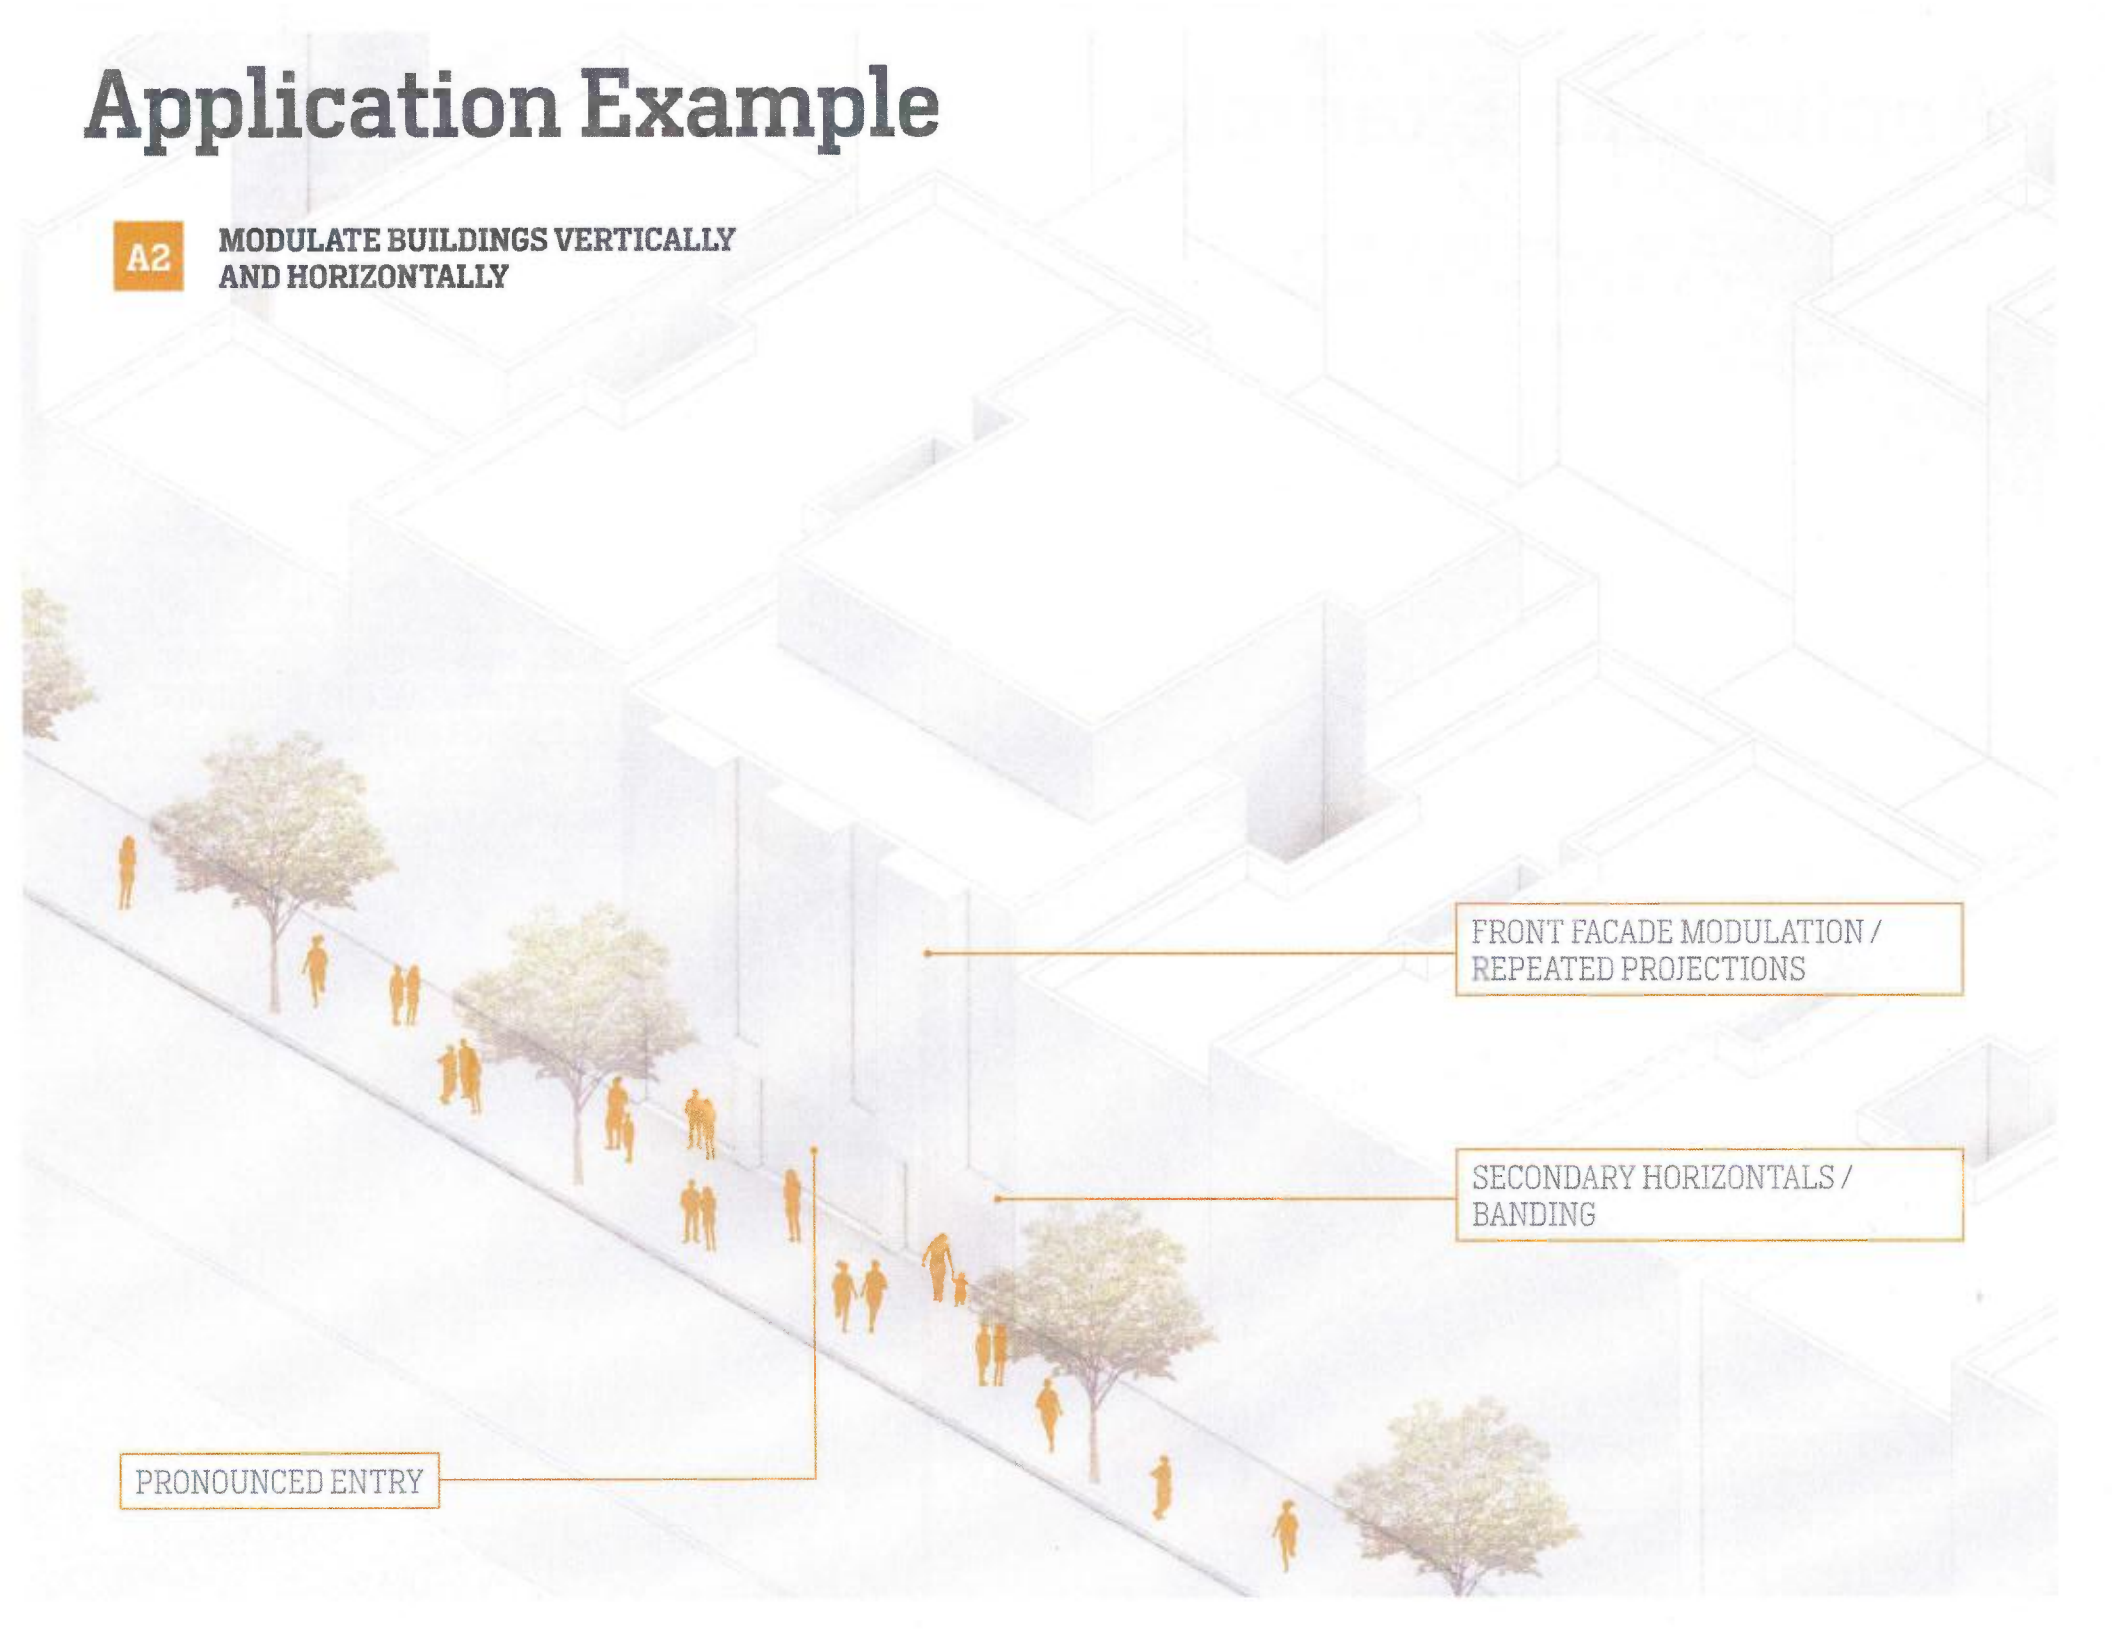 Application Example
A2
MODULATE BUILDINGS VERTICALLY
AND HORIZONTALLY
FRONT FACADE MODULATION /
REPEATED PROJECTIONS
SECONDARY HORIZONTALS /
BANDING
PRONOUNCED ENTRY